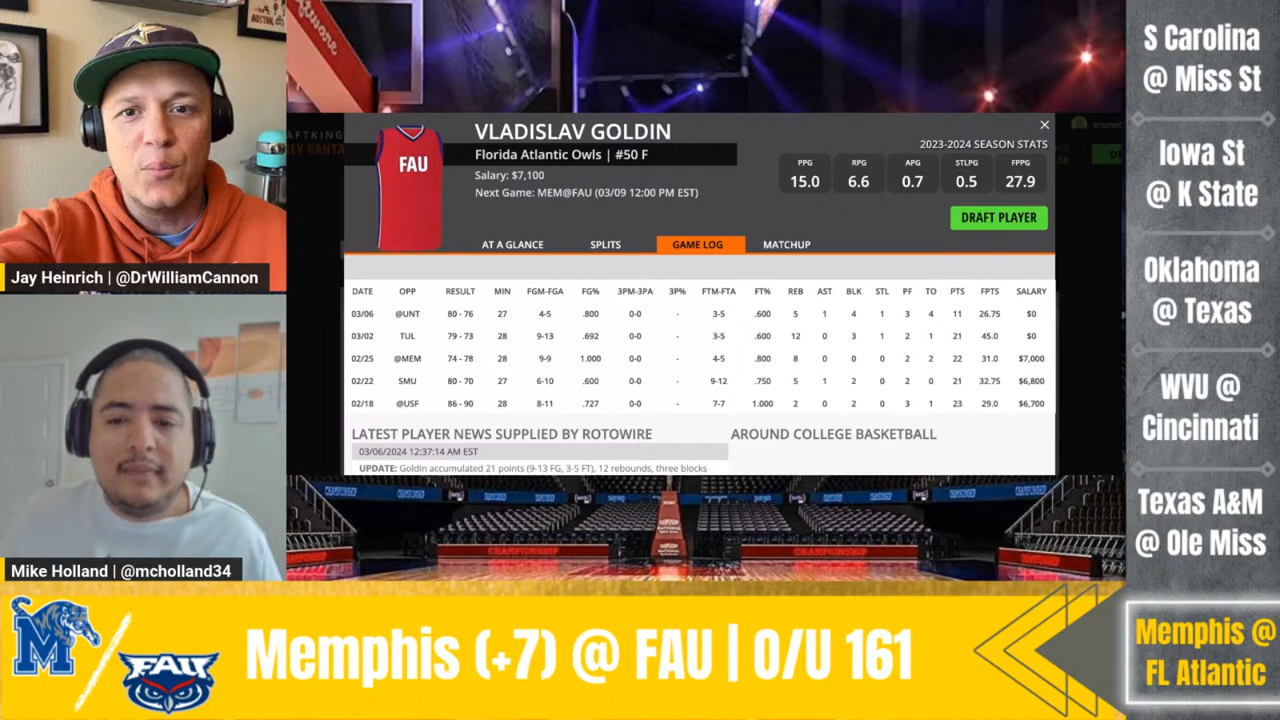 AUSTIN,
tware
Jay Heinrich | @DrWilliamCannon
Mike Holland | @mcholland34
VLADISLAV GOLDIN
Florida Atlantic Owls | #50 F
Salary: $7,100
Next Game: MEM@FAU (03/09 12:00 PM EST)
FAU
2023-2024 SEASON STATS
PPG RPG APG STLPG FPPG
15.0 6.6 0.7 0.5 27.9
DRAFT PLAYER
AT A GLANCE SPLITS GAME LOG MATCHUP
DATE OPP RESULT MIN FGM-FGA FG% 3PM-3PA 3P% FTM-FTA FT% REB AST BLK STL PF TO PTS FPTS SALARY
03/06 @UNT 80 - 76 27 4-5 .800 0-0 - 3-5 .600 5 1 4 1 3 4 11 26.75 $0
03/02 TUL 79 - 73 28 9-13 .692 0-0 - 3-5 .600 12 0 3 1 2 1 21 45.0 $0
02/25 @MEM 74 - 78 28 9-9 1.000 0-0 - 4-5 .800 8 0 0 0 2 2 22 31.0 $7,000
02/22 SMU 80 - 70 27 6-10 .600 0-0 - 9-12 .750 5 1 2 0 2 0 21 32.75 $6,800
02/18 @USF 86 - 90 28 8-11 .727 0-0 - 7-7 1.000 2 0 2 0 3 1 23 29.0 $6,700
LATEST PLAYER NEWS SUPPLIED BY ROTOWIRE
AROUND COLLEGE BASKETBALL
03/06/2024 12:37:14 AM EST
UPDATE: Goldin accumulated 21 points (9-13 FG, 3-5 FT), 12 rebounds, three blocks
CHAMPIONSHIP
CHAMPIONSHIP
M
FAU
Memphis (+7) @ FAU | O/U 161
S Carolina
@ Miss St
Iowa St
@ K State
Oklahoma
@ Texas
WVU @
Cincinnati
Texas A&M
@ Ole Miss
Memphis @
FL Atlantic